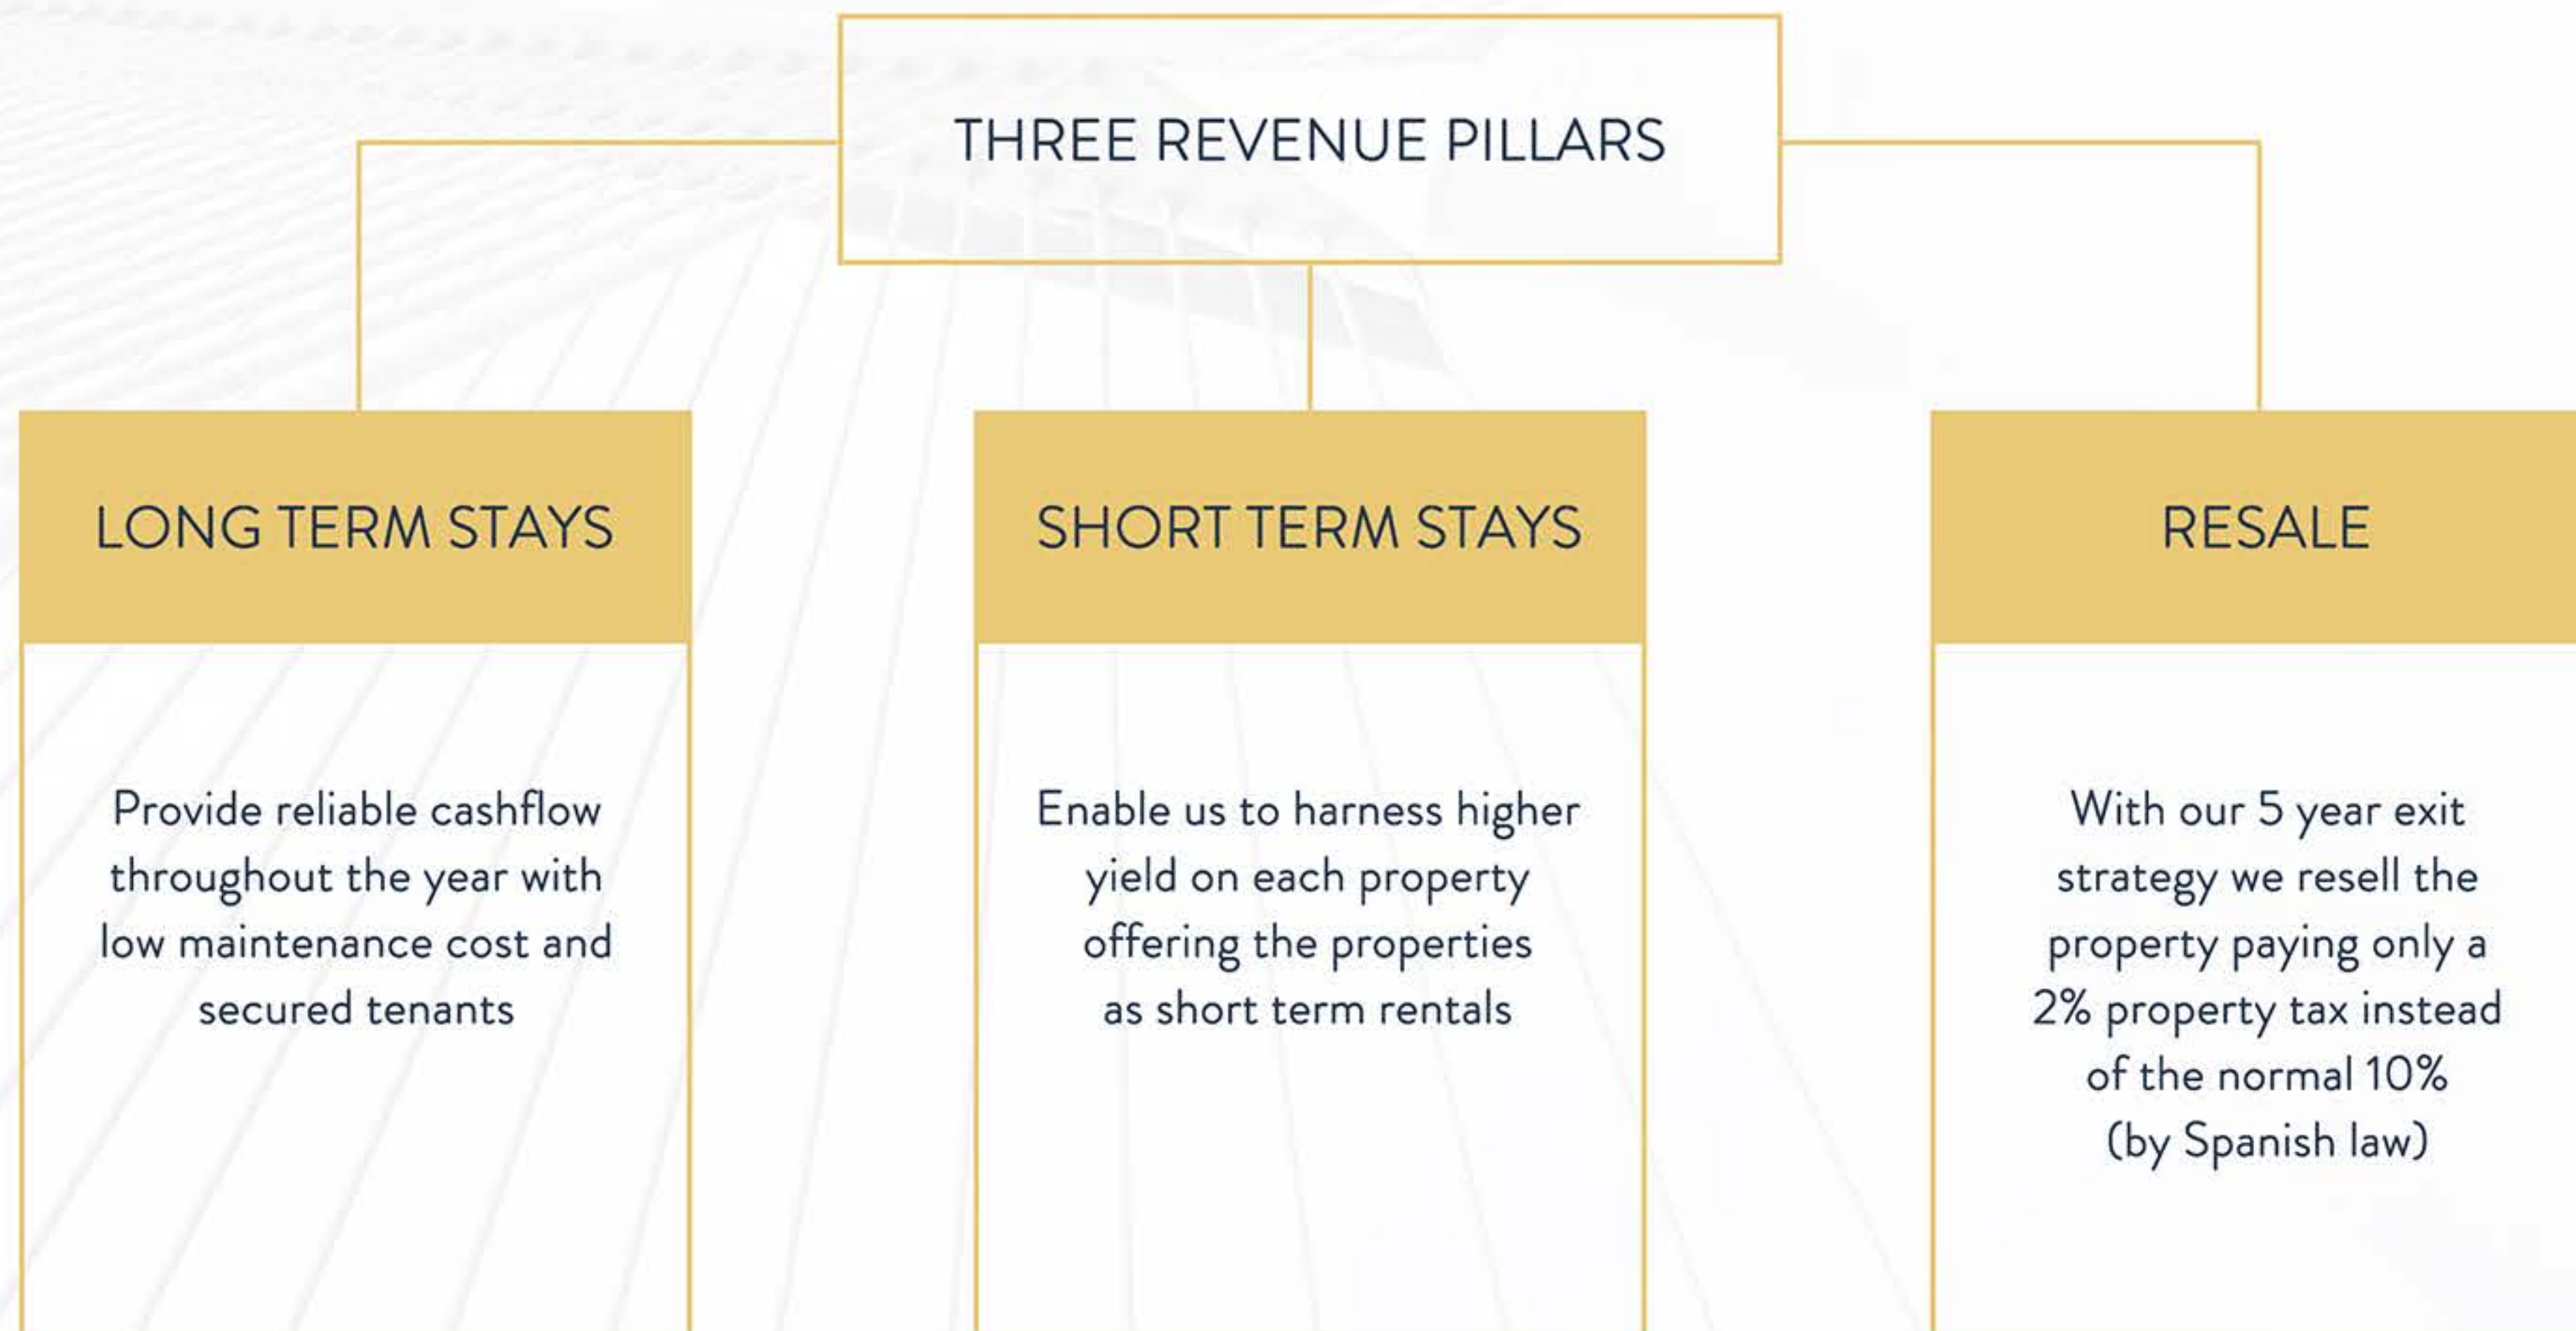 THREE REVENUE PILLARS
LONG TERM STAYS
Provide reliable cashflow
throughout the year with
low maintenance cost and
secured tenants
SHORT TERM STAYS
Enable us to harness higher
yield on each property
offering the properties
as short term rentals
RESALE
With our 5 year exit
strategy we resell the
property paying only a
2% property tax instead
of the normal 10%
(by Spanish law)